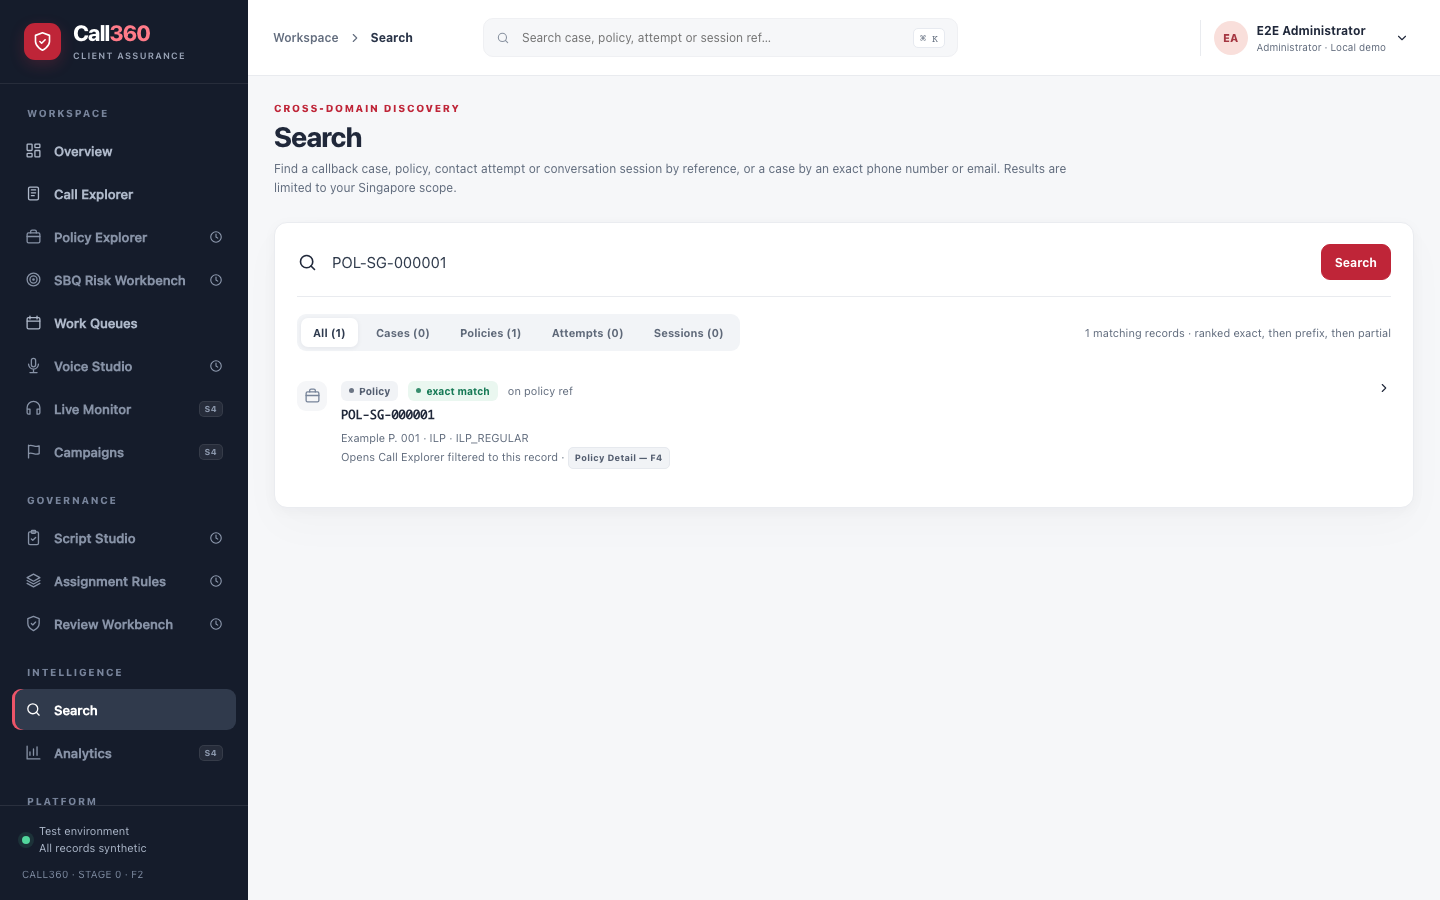 Call360
CLIENT ASSURANCE
WORKSPACE
Overview
Call Explorer
Policy Explorer
SBQ Risk Workbench
Work Queues
Voice Studio
Live Monitor S4
Campaigns S4
GOVERNANCE
Script Studio
Assignment Rules
Review Workbench
INTELLIGENCE
Search
Analytics S4
PLATFORM
Test environment
All records synthetic
CALL360 · STAGE 0 · F2
Workspace > Search
Search case, policy, attempt or session ref... ⌘ K
EA
E2E Administrator
Administrator · Local demo
CROSS-DOMAIN DISCOVERY
Search
Find a callback case, policy, contact attempt or conversation session by reference, or a case by an exact phone number or email. Results are
limited to your Singapore scope.
POL-SG-000001 Search
All (1) Cases (0) Policies (1) Attempts (0) Sessions (0) 1 matching records · ranked exact, then prefix, then partial
Policy exact match on policy ref
POL-SG-000001
Example P. 001 · ILP · ILP_REGULAR
Opens Call Explorer filtered to this record · Policy Detail — F4